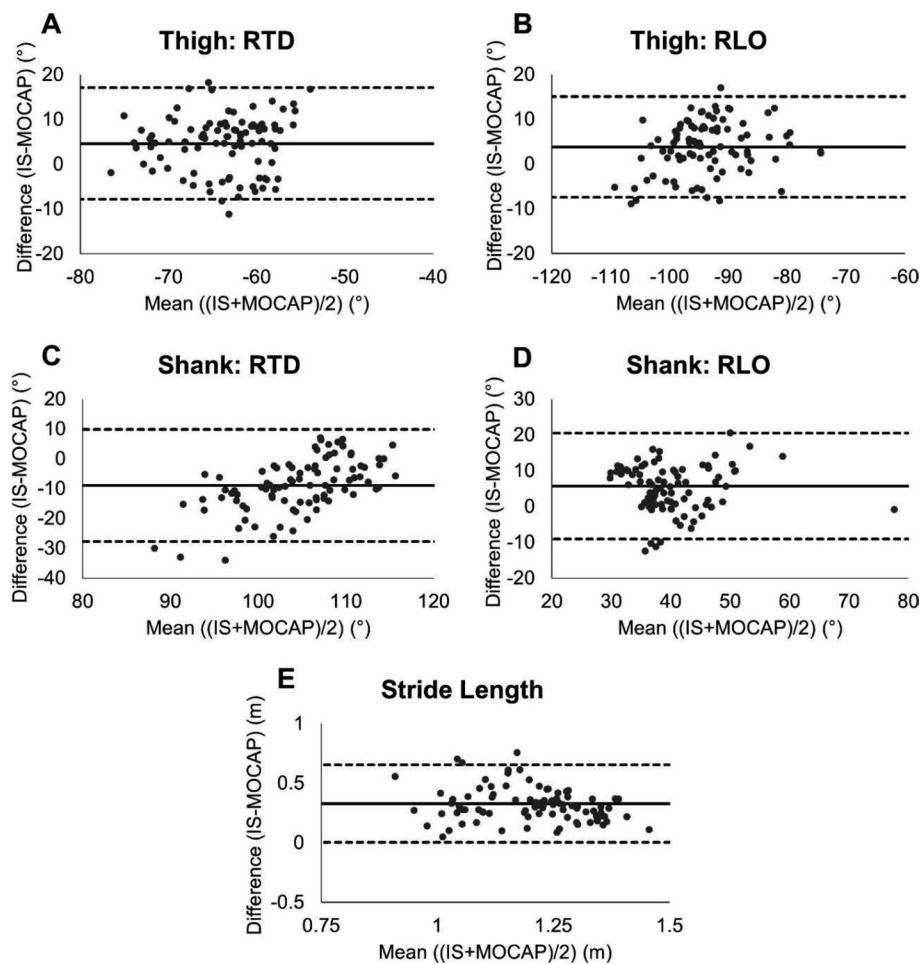 A
Thigh: RTD
Difference (IS-MOCAP) (°)
20
10
0
-10
-20
-80 -70 -60 -50 -40
Mean ((IS+MOCAP)/2) (°)
B
Thigh: RLO
Difference (IS-MOCAP) (°)
20
10
0
-10
-20
-120 -110 -100 -90 -80 -70 -60
Mean ((IS+MOCAP)/2) (°)
C
Shank: RTD
Difference (IS-MOCAP) (°)
20
10
0
-10
-20
-30
-40
80 90 100 110 120
Mean ((IS+MOCAP)/2) (°)
D
Shank: RLO
Difference (IS-MOCAP) (°)
30
20
10
0
-10
-20
20 30 40 50 60 70 80
Mean ((IS+MOCAP)/2) (°)
E
Stride Length
Difference (IS-MOCAP) (m)
1
0.5
0
-0.5
0.75 1 1.25 1.5
Mean ((IS+MOCAP)/2) (m)